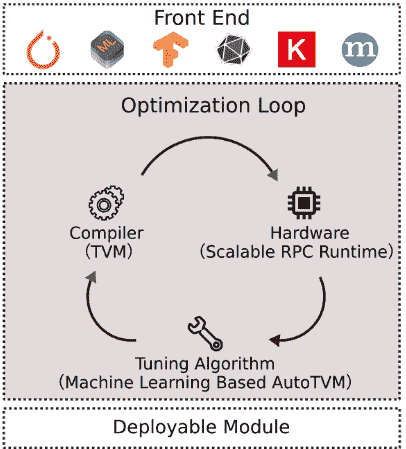 Front End
ML
K
m
Optimization Loop
Compiler
(TVM)
Hardware
(Scalable RPC Runtime)
Tuning Algorithm
(Machine Learning Based AutoTVM)
Deployable Module